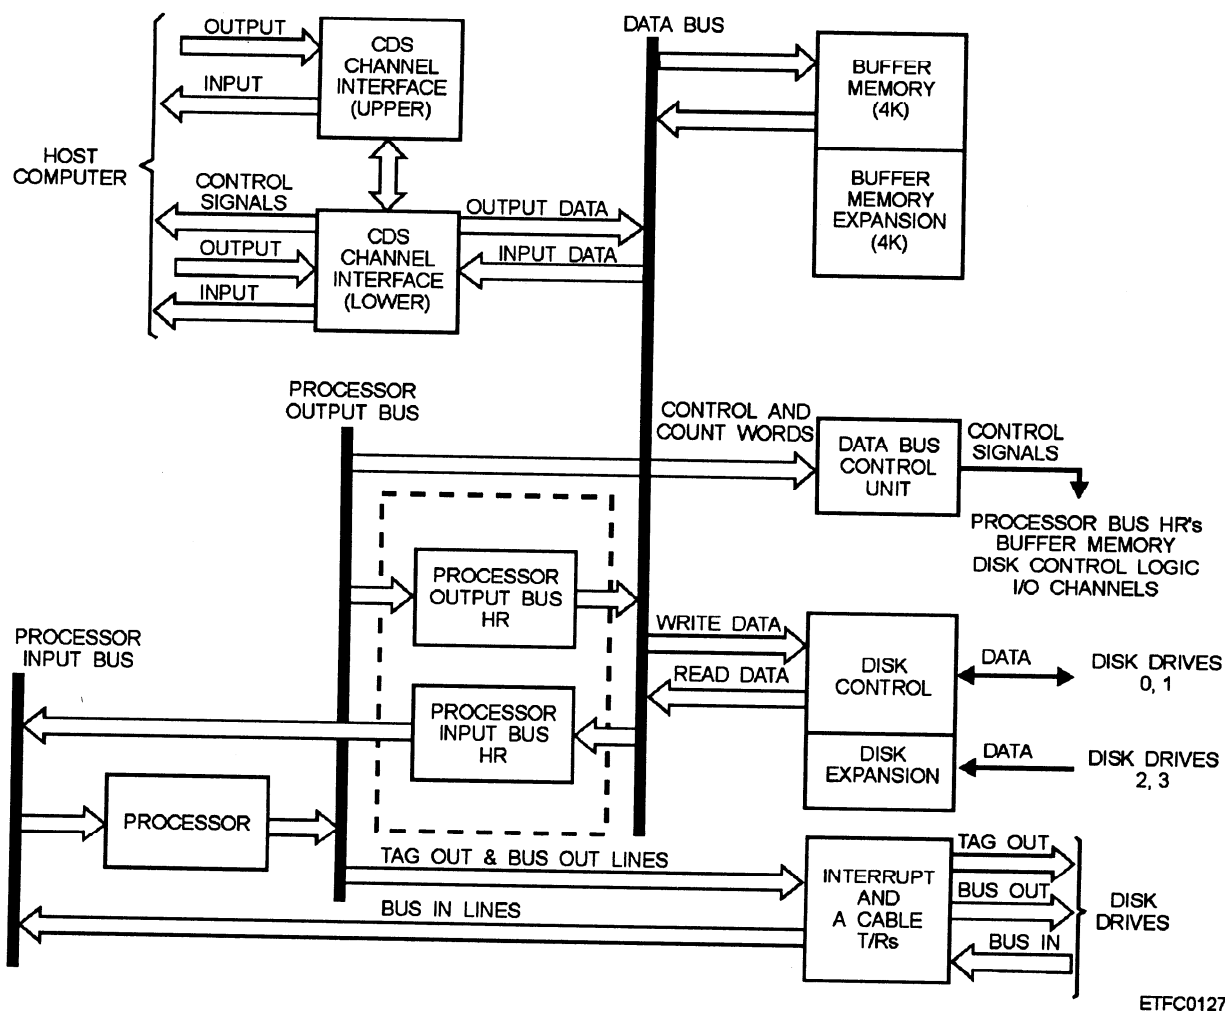 DATA BUS
OUTPUT
INPUT
CDS
CHANNEL
INTERFACE
(UPPER)
HOST
COMPUTER
CONTROL
SIGNALS
OUTPUT
INPUT
CDS
CHANNEL
INTERFACE
(LOWER)
OUTPUT DATA
INPUT DATA
BUFFER
MEMORY
(4K)
BUFFER
MEMORY
EXPANSION
(4K)
PROCESSOR
OUTPUT BUS
CONTROL AND
COUNT WORDS
DATA BUS
CONTROL
UNIT
CONTROL
SIGNALS
PROCESSOR BUS HR's
BUFFER MEMORY
DISK CONTROL LOGIC
I/O CHANNELS
PROCESSOR
OUTPUT BUS
HR
PROCESSOR
INPUT BUS
WRITE DATA
READ DATA
DISK
CONTROL
DATA
DISK DRIVES
0, 1
PROCESSOR
INPUT BUS
HR
DISK
EXPANSION
DATA
DISK DRIVES
2, 3
PROCESSOR
TAG OUT & BUS OUT LINES
BUS IN LINES
INTERRUPT
AND
A CABLE
T/Rs
TAG OUT
BUS OUT
BUS IN
DISK
DRIVES
ETFC0127